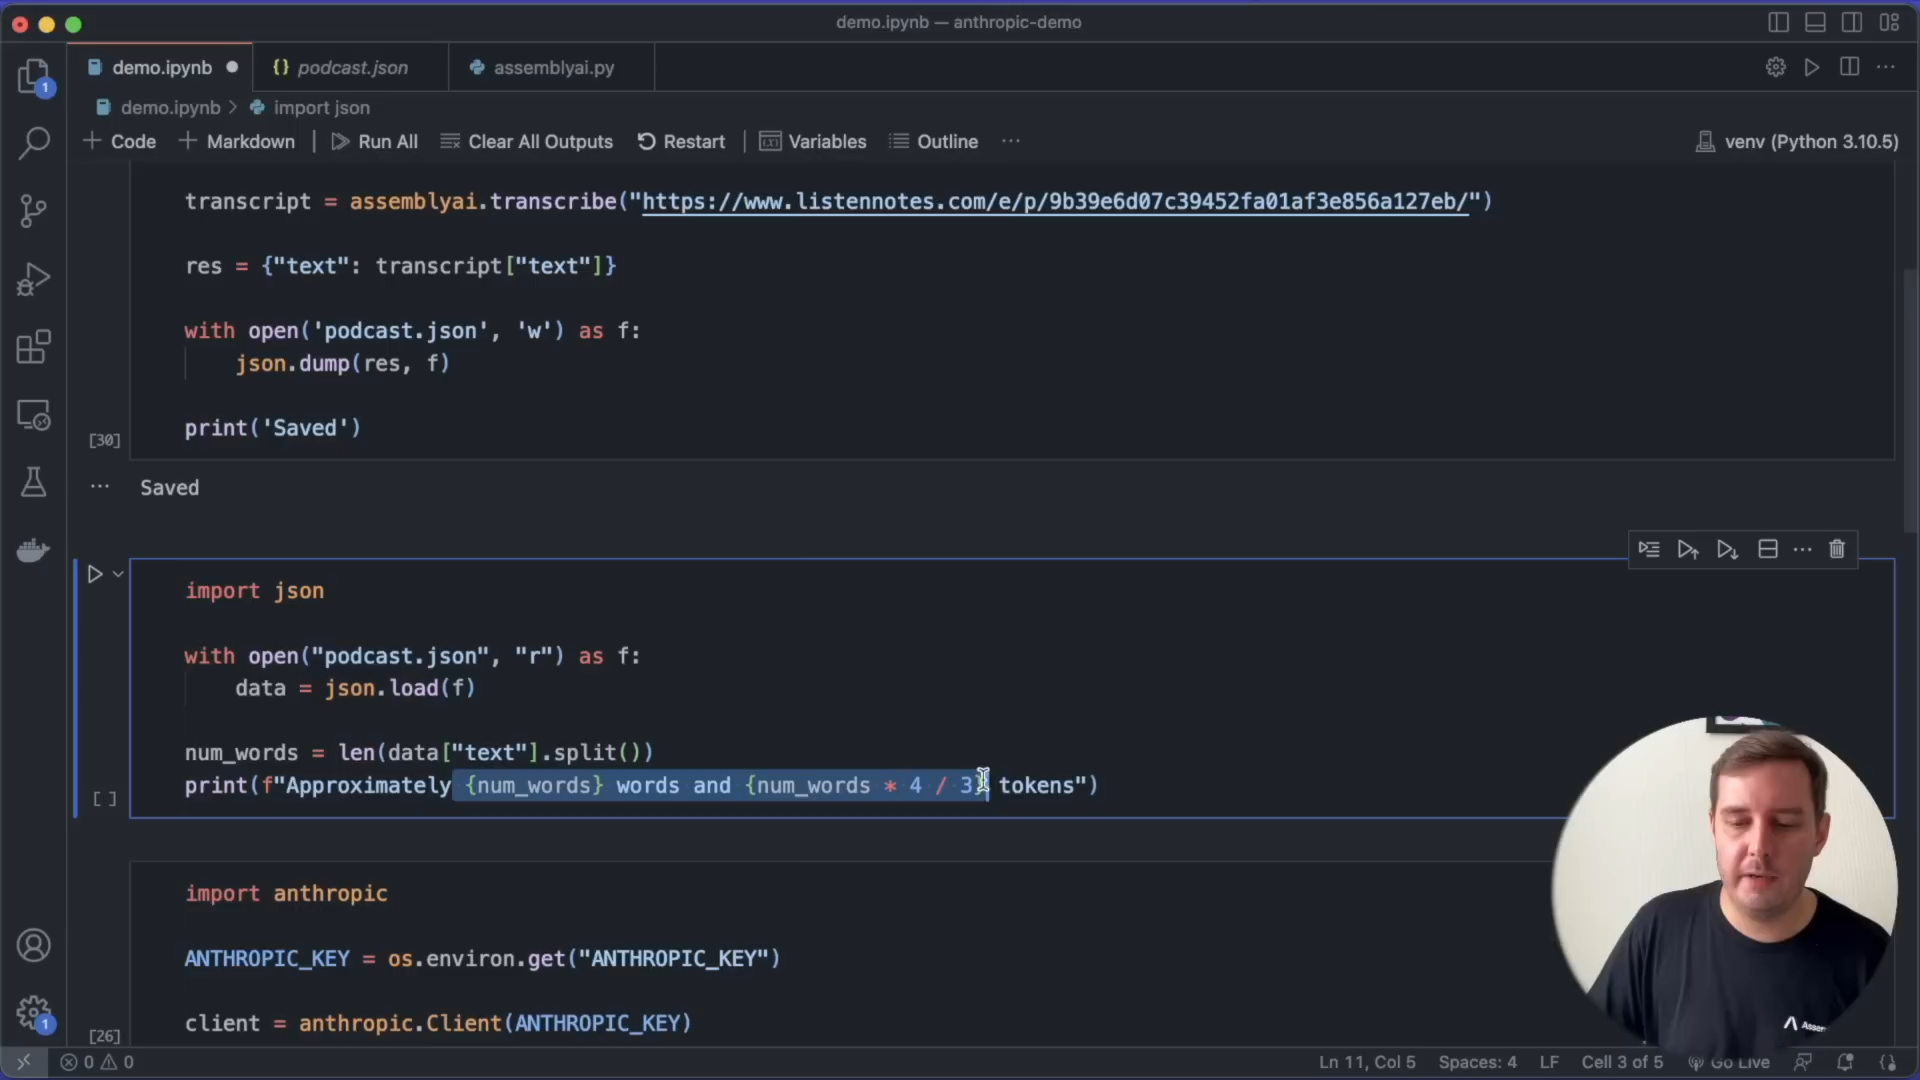 demo.ipynb — anthropic-demo
demo.ipynb
{} podcast.json
assemblyai.py
1
demo.ipynb > import json
+ Code + Markdown | Run All Clear All Outputs Restart | Variables Outline ···
venv (Python 3.10.5)
transcript = assemblyai.transcribe("https://www.listennotes.com/e/p/9b39e6d07c39452fa01af3e856a127eb/")
res = {"text": transcript["text"]}
with open('podcast.json', 'w') as f:
json.dump(res, f)
print('Saved')
[30]
··· Saved
import json
with open("podcast.json", "r") as f:
data = json.load(f)
num_words = len(data["text"].split())
print(f"Approximately {num_words} words and {num_words * 4 / 3} tokens")
[ ]
import anthropic
ANTHROPIC_KEY = os.environ.get("ANTHROPIC_KEY")
client = anthropic.Client(ANTHROPIC_KEY)
[26]
1
0 0
Ln 11, Col 5 Spaces: 4 LF Cell 3 of 5 Go Live